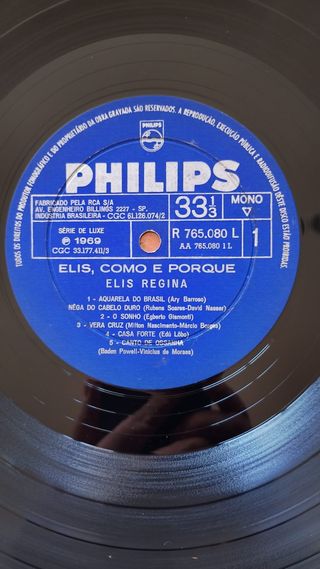 TODOS OS DIREITOS DO PRODUTOR FONOGRÁFICO E DO PROPRIETÁRIO DA OBRA GRAVADA SÃO RESERVADOS. A REPRODUÇÃO, EXECUÇÃO PÚBLICA E RADIODIFUSÃO DESTE DISCO ESTÃO PROIBIDAS
PHILIPS
PHILIPS
FABRICADO PELA RCA S/A
AV. ENGENHEIRO BILLINGS 2227 - SP.
INDÚSTRIA BRASILEIRA - CGC 61.126.074/2
33 1/3
MONO
SÉRIE DE LUXE
℗ 1969
CGC 33.177.411/3
R 765.080 L
AA 765.080 1 L
1
ELIS, COMO E PORQUE
ELIS REGINA
1 - AQUARELA DO BRASIL (Ary Barroso)
NÊGA DO CABELO DURO (Rubens Soares-David Nasser)
2 - O SONHO (Egberto Gismonti)
3 - VERA CRUZ (Milton Nascimento-Márcio Borges)
4 - CASA FORTE (Edú Lôbo)
5 - CANTO DE OSSANHA
(Baden Powell-Vinicius de Moraes)